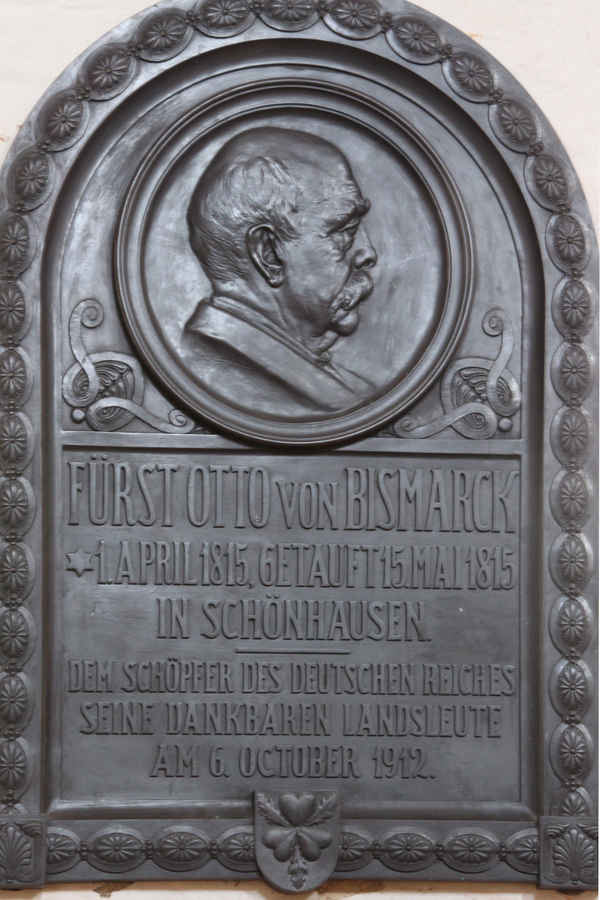 FÜRST OTTO VON BISMARCK
✶1. APRIL 1815, GETAUFT 15. MAI 1815
IN SCHÖNHAUSEN.
DEM SCHÖPFER DES DEUTSCHEN REICHES
SEINE DANKBAREN LANDSLEUTE
AM 6. OCTOBER 1912.